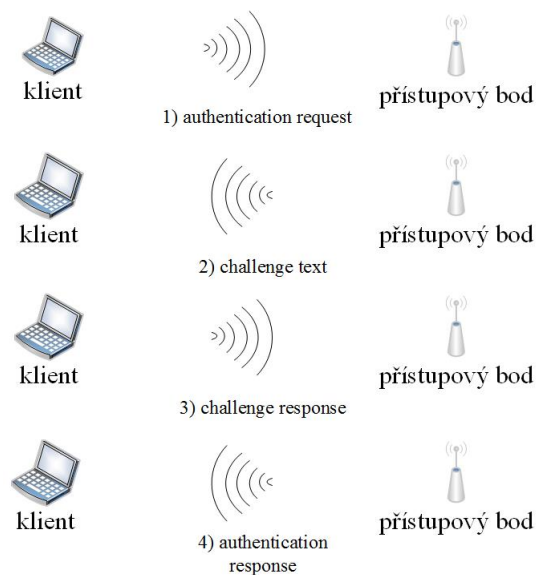 klient
přístupový bod
1) authentication request
klient
přístupový bod
2) challenge text
klient
přístupový bod
3) challenge response
klient
přístupový bod
4) authentication
response